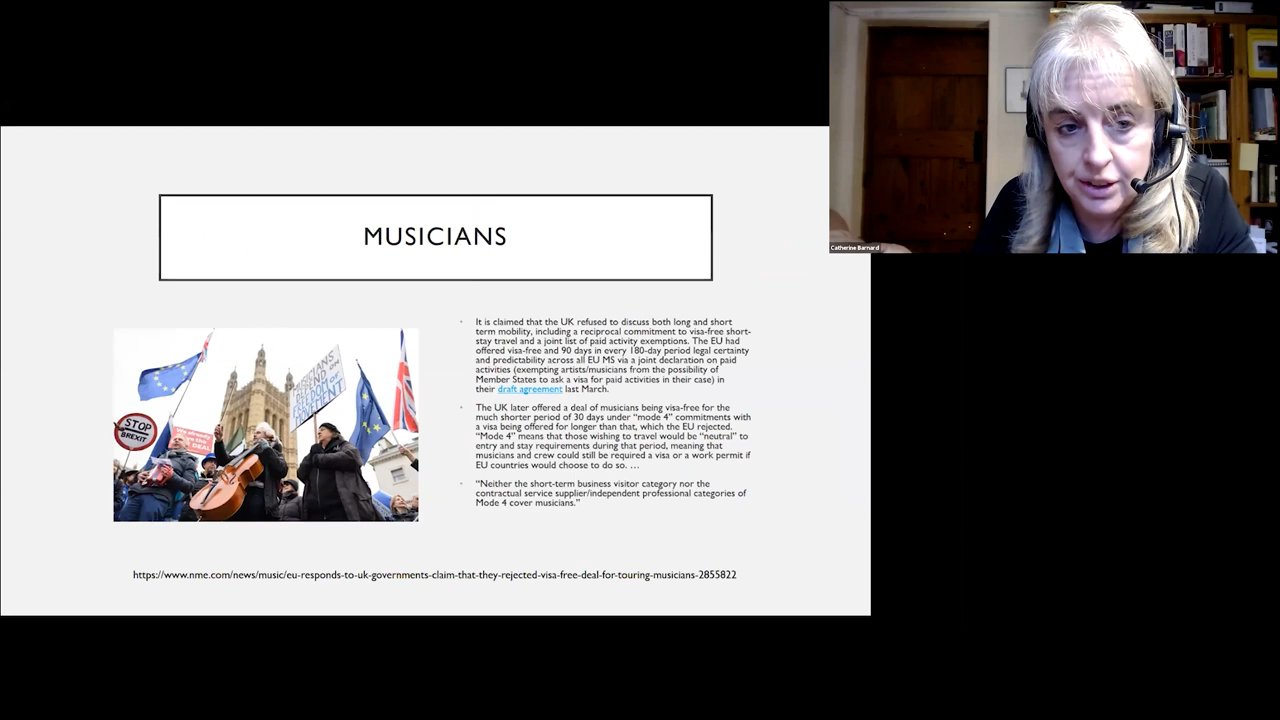 Catherine Barnard
MUSICIANS
It is claimed that the UK refused to discuss both long and short
term mobility, including a reciprocal commitment to visa-free short-
stay travel and a joint list of paid activity exemptions. The EU had
offered visa-free and 90 days in every 180-day period legal certainty
and predictability across all EU MS via a joint declaration on paid
activities (exempting artists/musicians from the possibility of
Member States to ask a visa for paid activities in their case) in
their draft agreement last March.
The UK later offered a deal of musicians being visa-free for the
much shorter period of 30 days under “mode 4” commitments with
a visa being offered for longer than that, which the EU rejected.
“Mode 4” means that those wishing to travel would be “neutral” to
entry and stay requirements during that period, meaning that
musicians and crew could still be required a visa or a work permit if
EU countries would choose to do so. …
“Neither the short-term business visitor category nor the
contractual service supplier/independent professional categories of
Mode 4 cover musicians.”
STOP
BREXIT
DEAL
https://www.nme.com/news/music/eu-responds-to-uk-governments-claim-that-they-rejected-visa-free-deal-for-touring-musicians-2855822